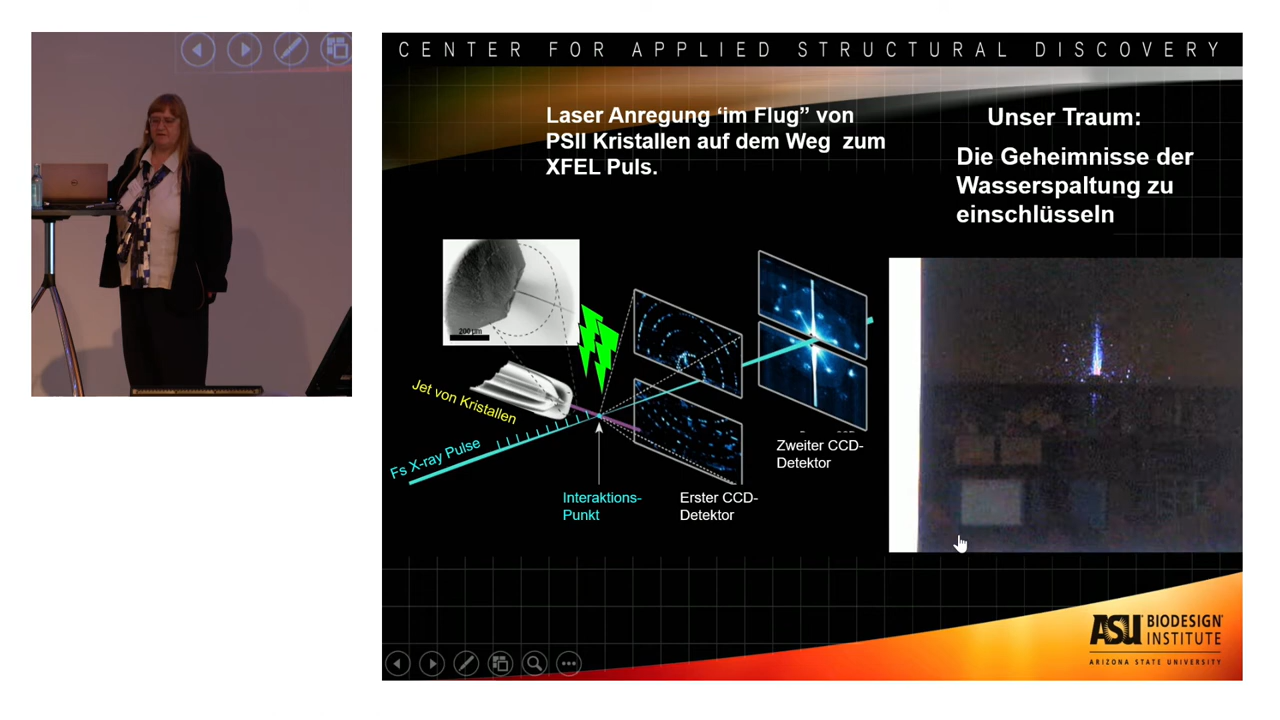 CENTER FOR APPLIED STRUCTURAL DISCOVERY
Laser Anregung ‘im Flug” von
PSII Kristallen auf dem Weg zum
XFEL Puls.
Unser Traum:
Die Geheimnisse der
Wasserspaltung zu
einschlüsseln
200 µm
Jet von Kristallen
Fs X-ray Pulse
Interaktions-
Punkt
Erster CCD-
Detektor
Zweiter CCD-
Detektor
ASU BIODESIGN
INSTITUTE
ARIZONA STATE UNIVERSITY